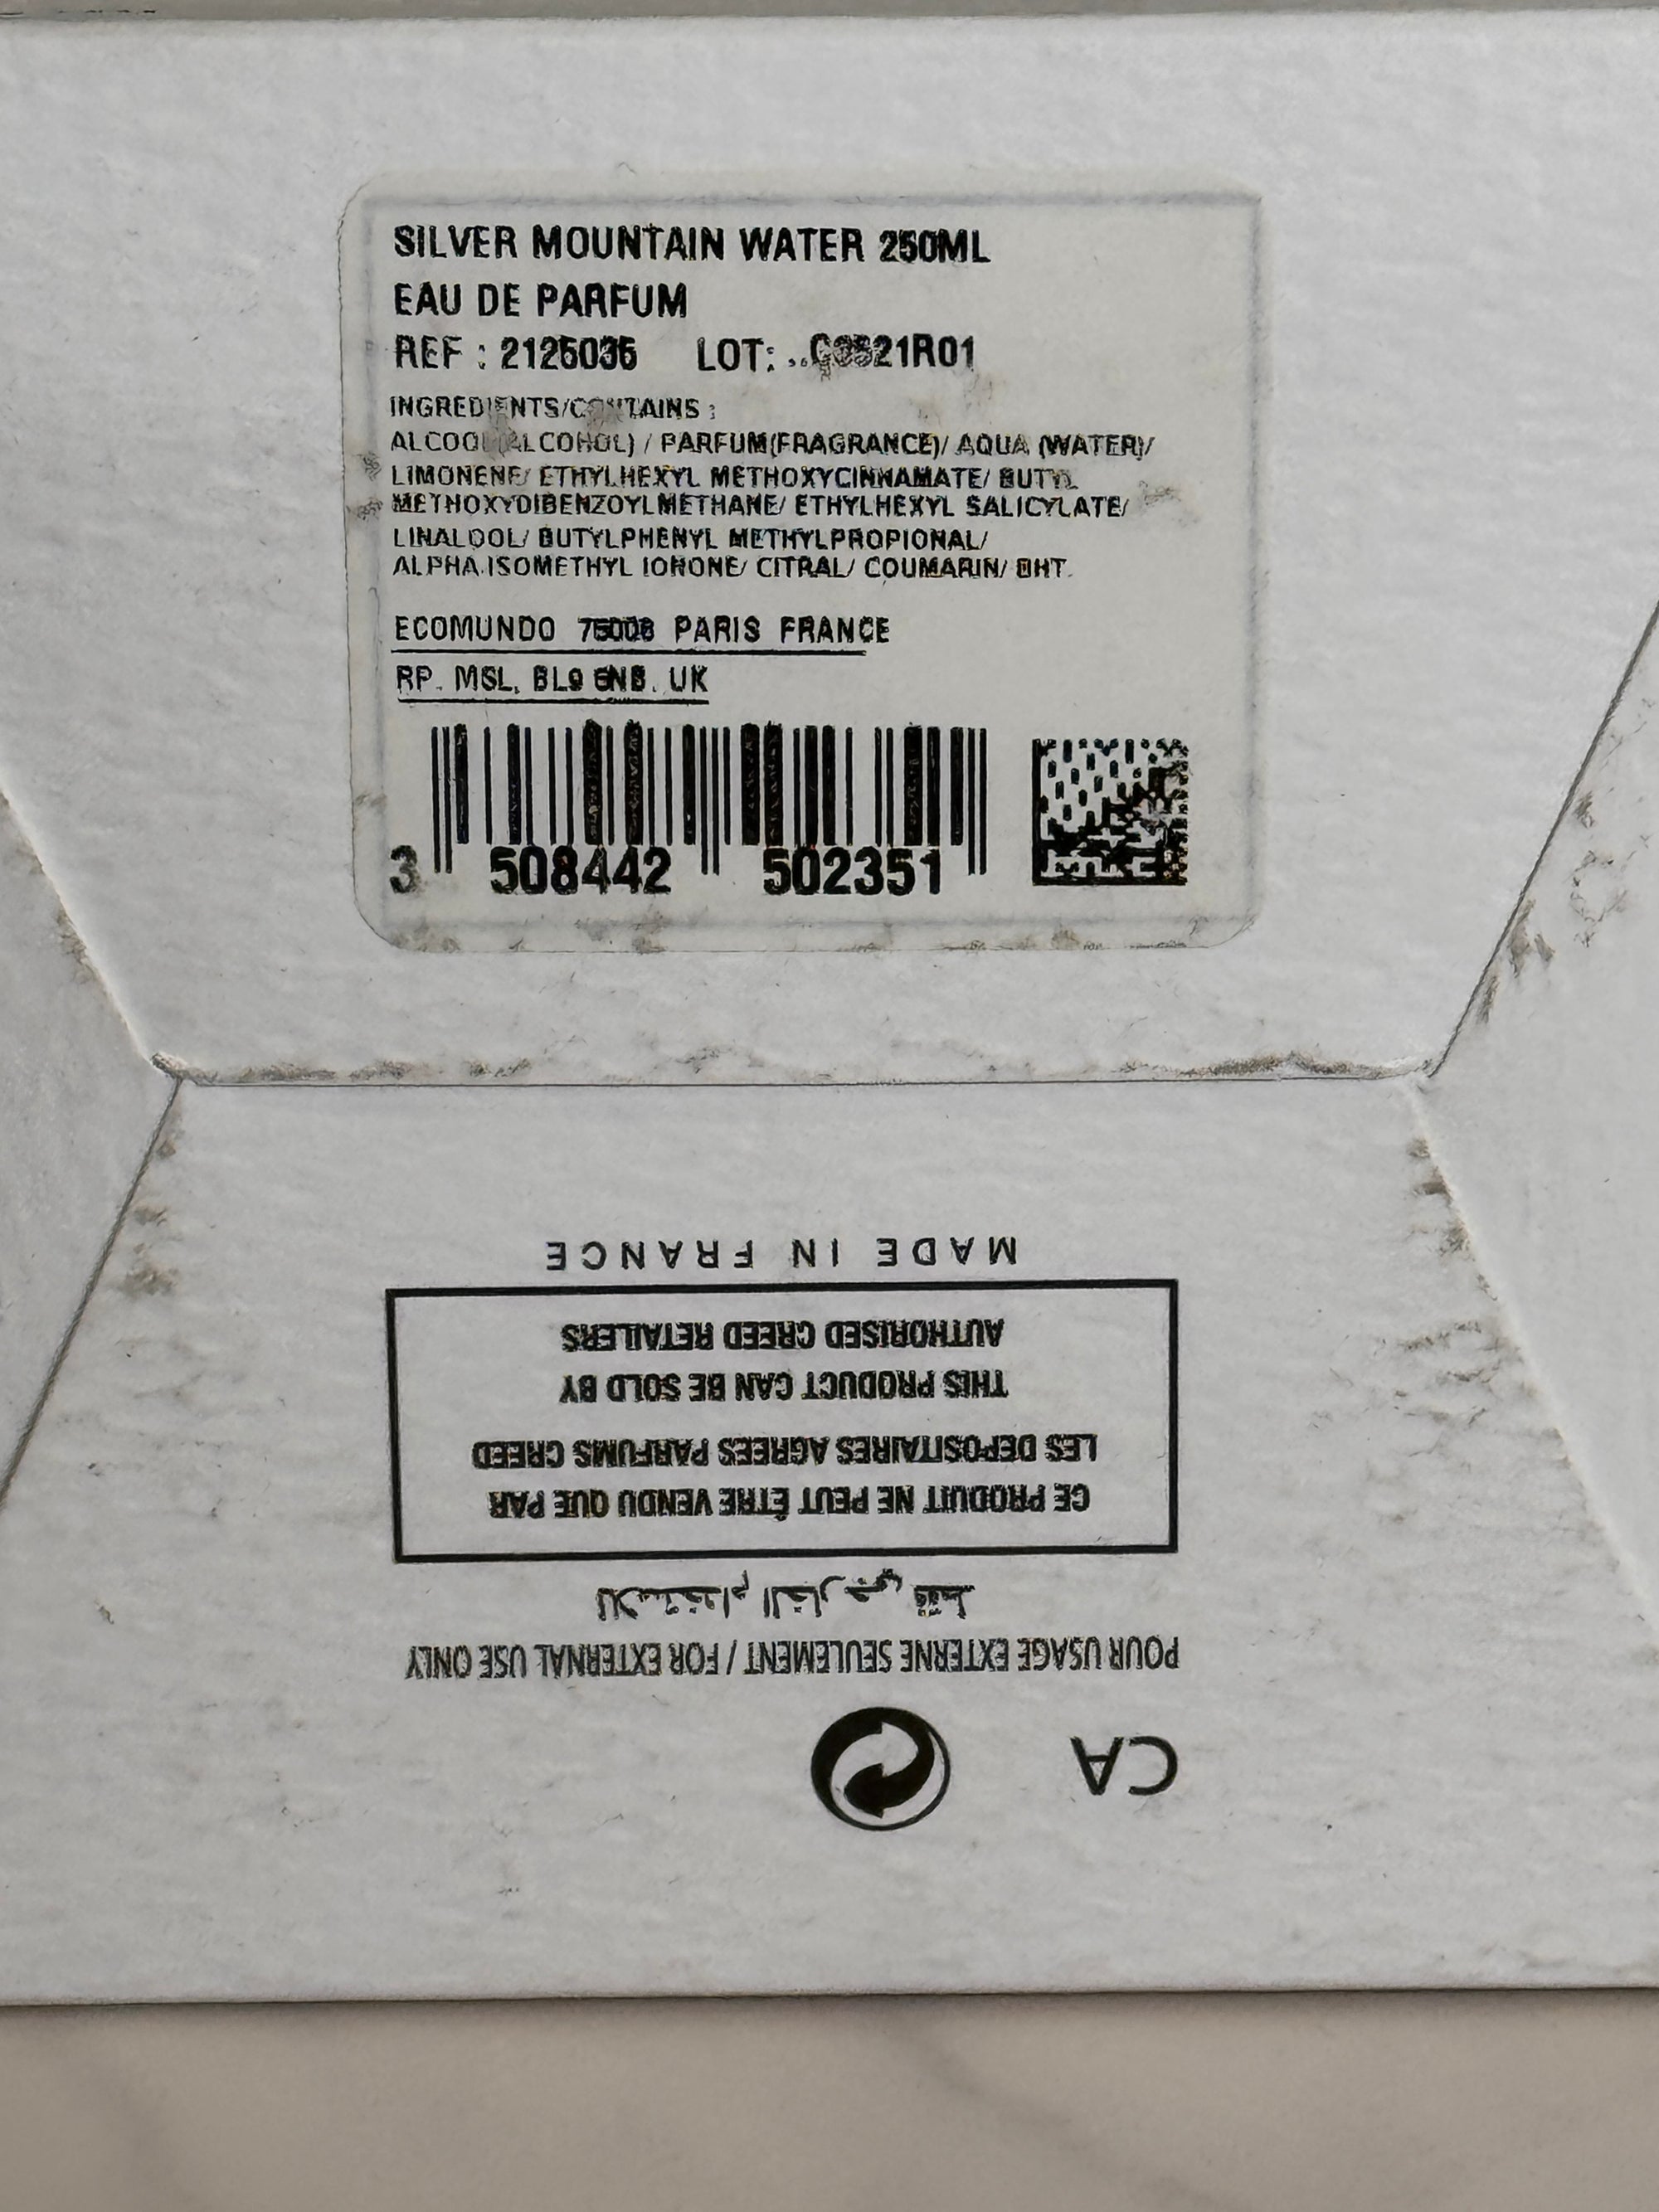 SILVER MOUNTAIN WATER 250ML
EAU DE PARFUM
REF : 2125035 LOT:
INGREDIENTS/CONTAINS :
ALCOOL (ALCOHOL) / PARFUM(FRAGRANCE)/ AQUA (WATER)/
LIMONENE/ ETHYLHEXYL METHOXYCINNAMATE/ BUTYL
METHOXYDIBENZOYLMETHANE/ ETHYLHEXYL SALICYLATE/
LINALOOL/ BUTYLPHENYL METHYLPROPIONAL/
ALPHA-ISOMETHYL IONONE/ CITRAL/ COUMARIN/ BHT.
ECOMUNDO PARIS FRANCE
RP. MSL, UK
3 508442 502351
CA
POUR USAGE EXTERNE SEULEMENT / FOR EXTERNAL USE ONLY
للاستخدام الخارجي فقط
CE PRODUIT NE PEUT ÊTRE VENDU QUE PAR
LES DEPOSITAIRES AGREES PARFUMS CREED
THIS PRODUCT CAN BE SOLD BY
AUTHORISED CREED RETAILERS
MADE IN FRANCE